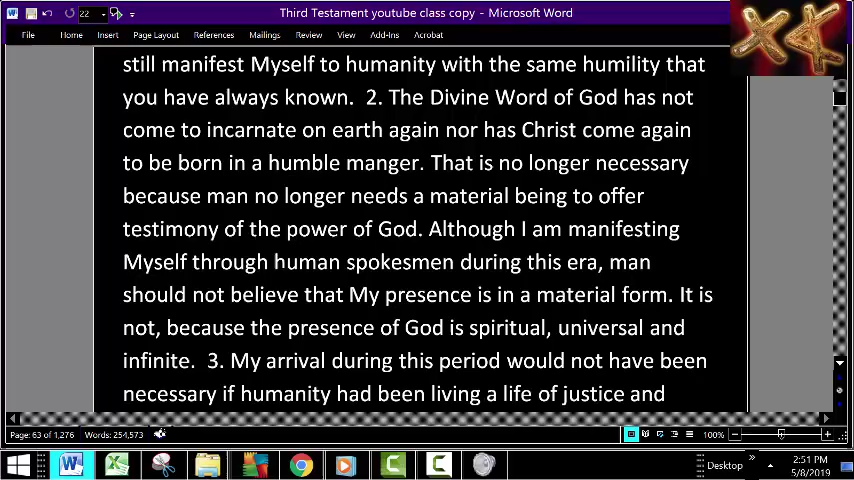 22
Third Testament youtube class copy - Microsoft Word
File Home Insert Page Layout References Mailings Review View Add-Ins Acrobat
still manifest Myself to humanity with the same humility that
you have always known.  2. The Divine Word of God has not
come to incarnate on earth again nor has Christ come again
to be born in a humble manger. That is no longer necessary
because man no longer needs a material being to offer
testimony of the power of God. Although I am manifesting
Myself through human spokesmen during this era, man
should not believe that My presence is in a material form. It is
not, because the presence of God is spiritual, universal and
infinite.  3. My arrival during this period would not have been
necessary if humanity had been living a life of justice and
Page: 63 of 1,276 Words: 254,573 100%
Desktop
2:51 PM
5/8/2019